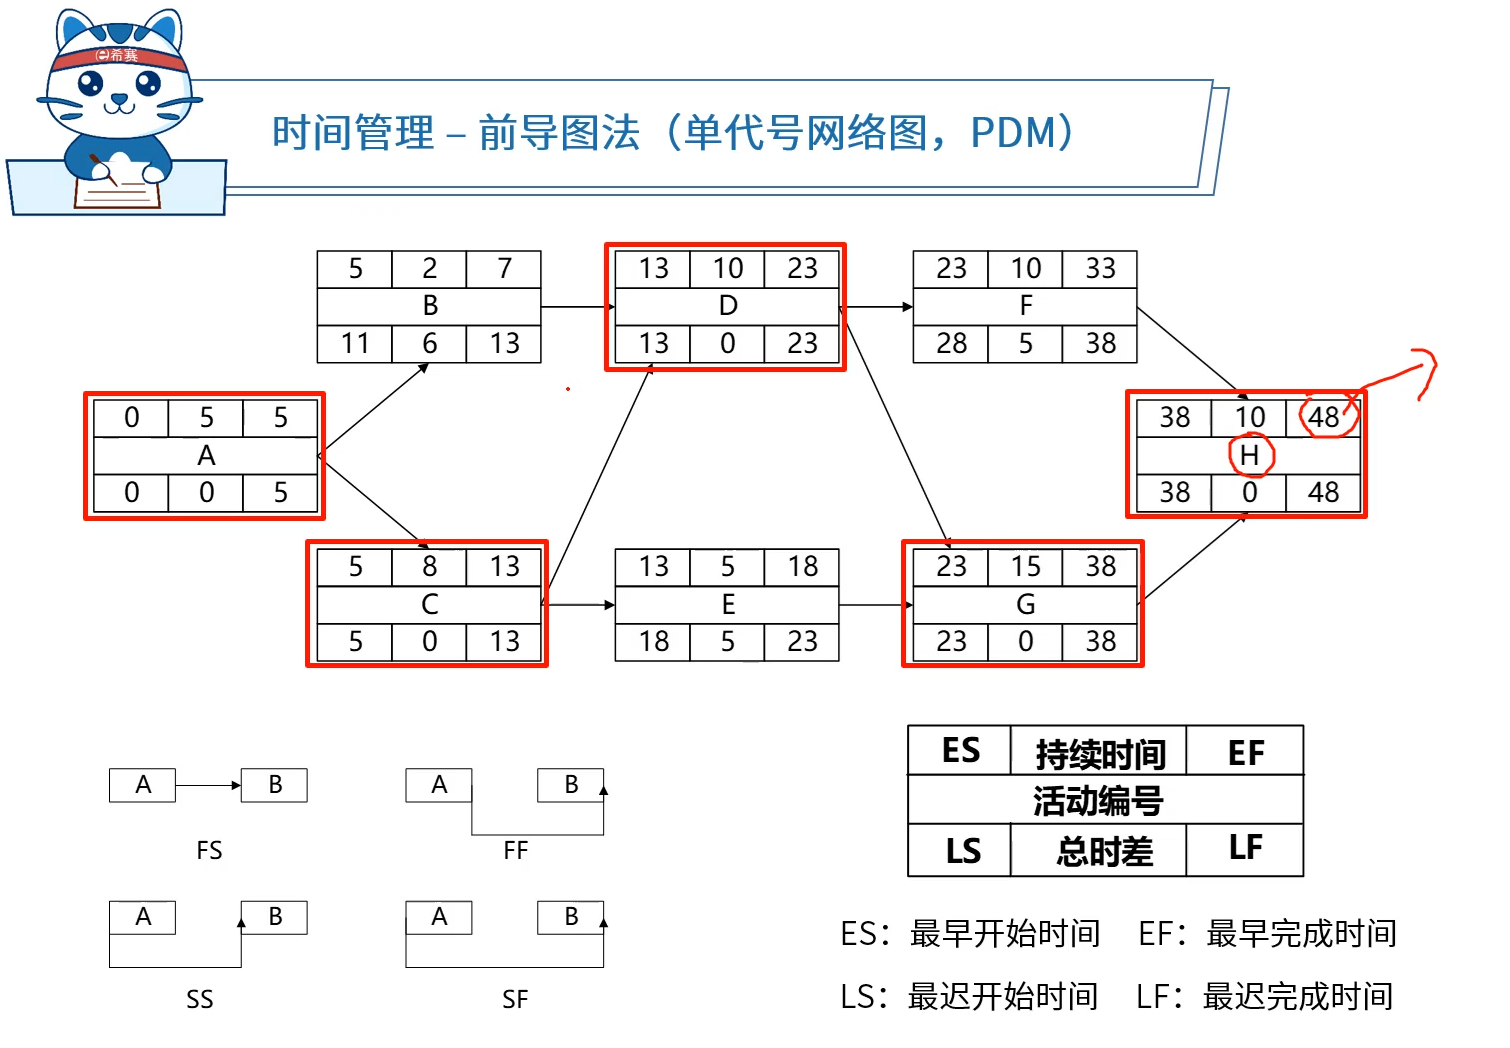 e希赛
时间管理 – 前导图法（单代号网络图，PDM）
5 2 7
B
11 6 13
13 10 23
D
13 0 23
23 10 33
F
28 5 38
0 5 5
A
0 0 5
38 10 48
H
38 0 48
5 8 13
C
5 0 13
13 5 18
E
18 5 23
23 15 38
G
23 0 38
A B
FS
A B
FF
A B
SS
A B
SF
ES 持续时间 EF
活动编号
LS 总时差 LF
ES：最早开始时间 EF：最早完成时间
LS：最迟开始时间 LF：最迟完成时间